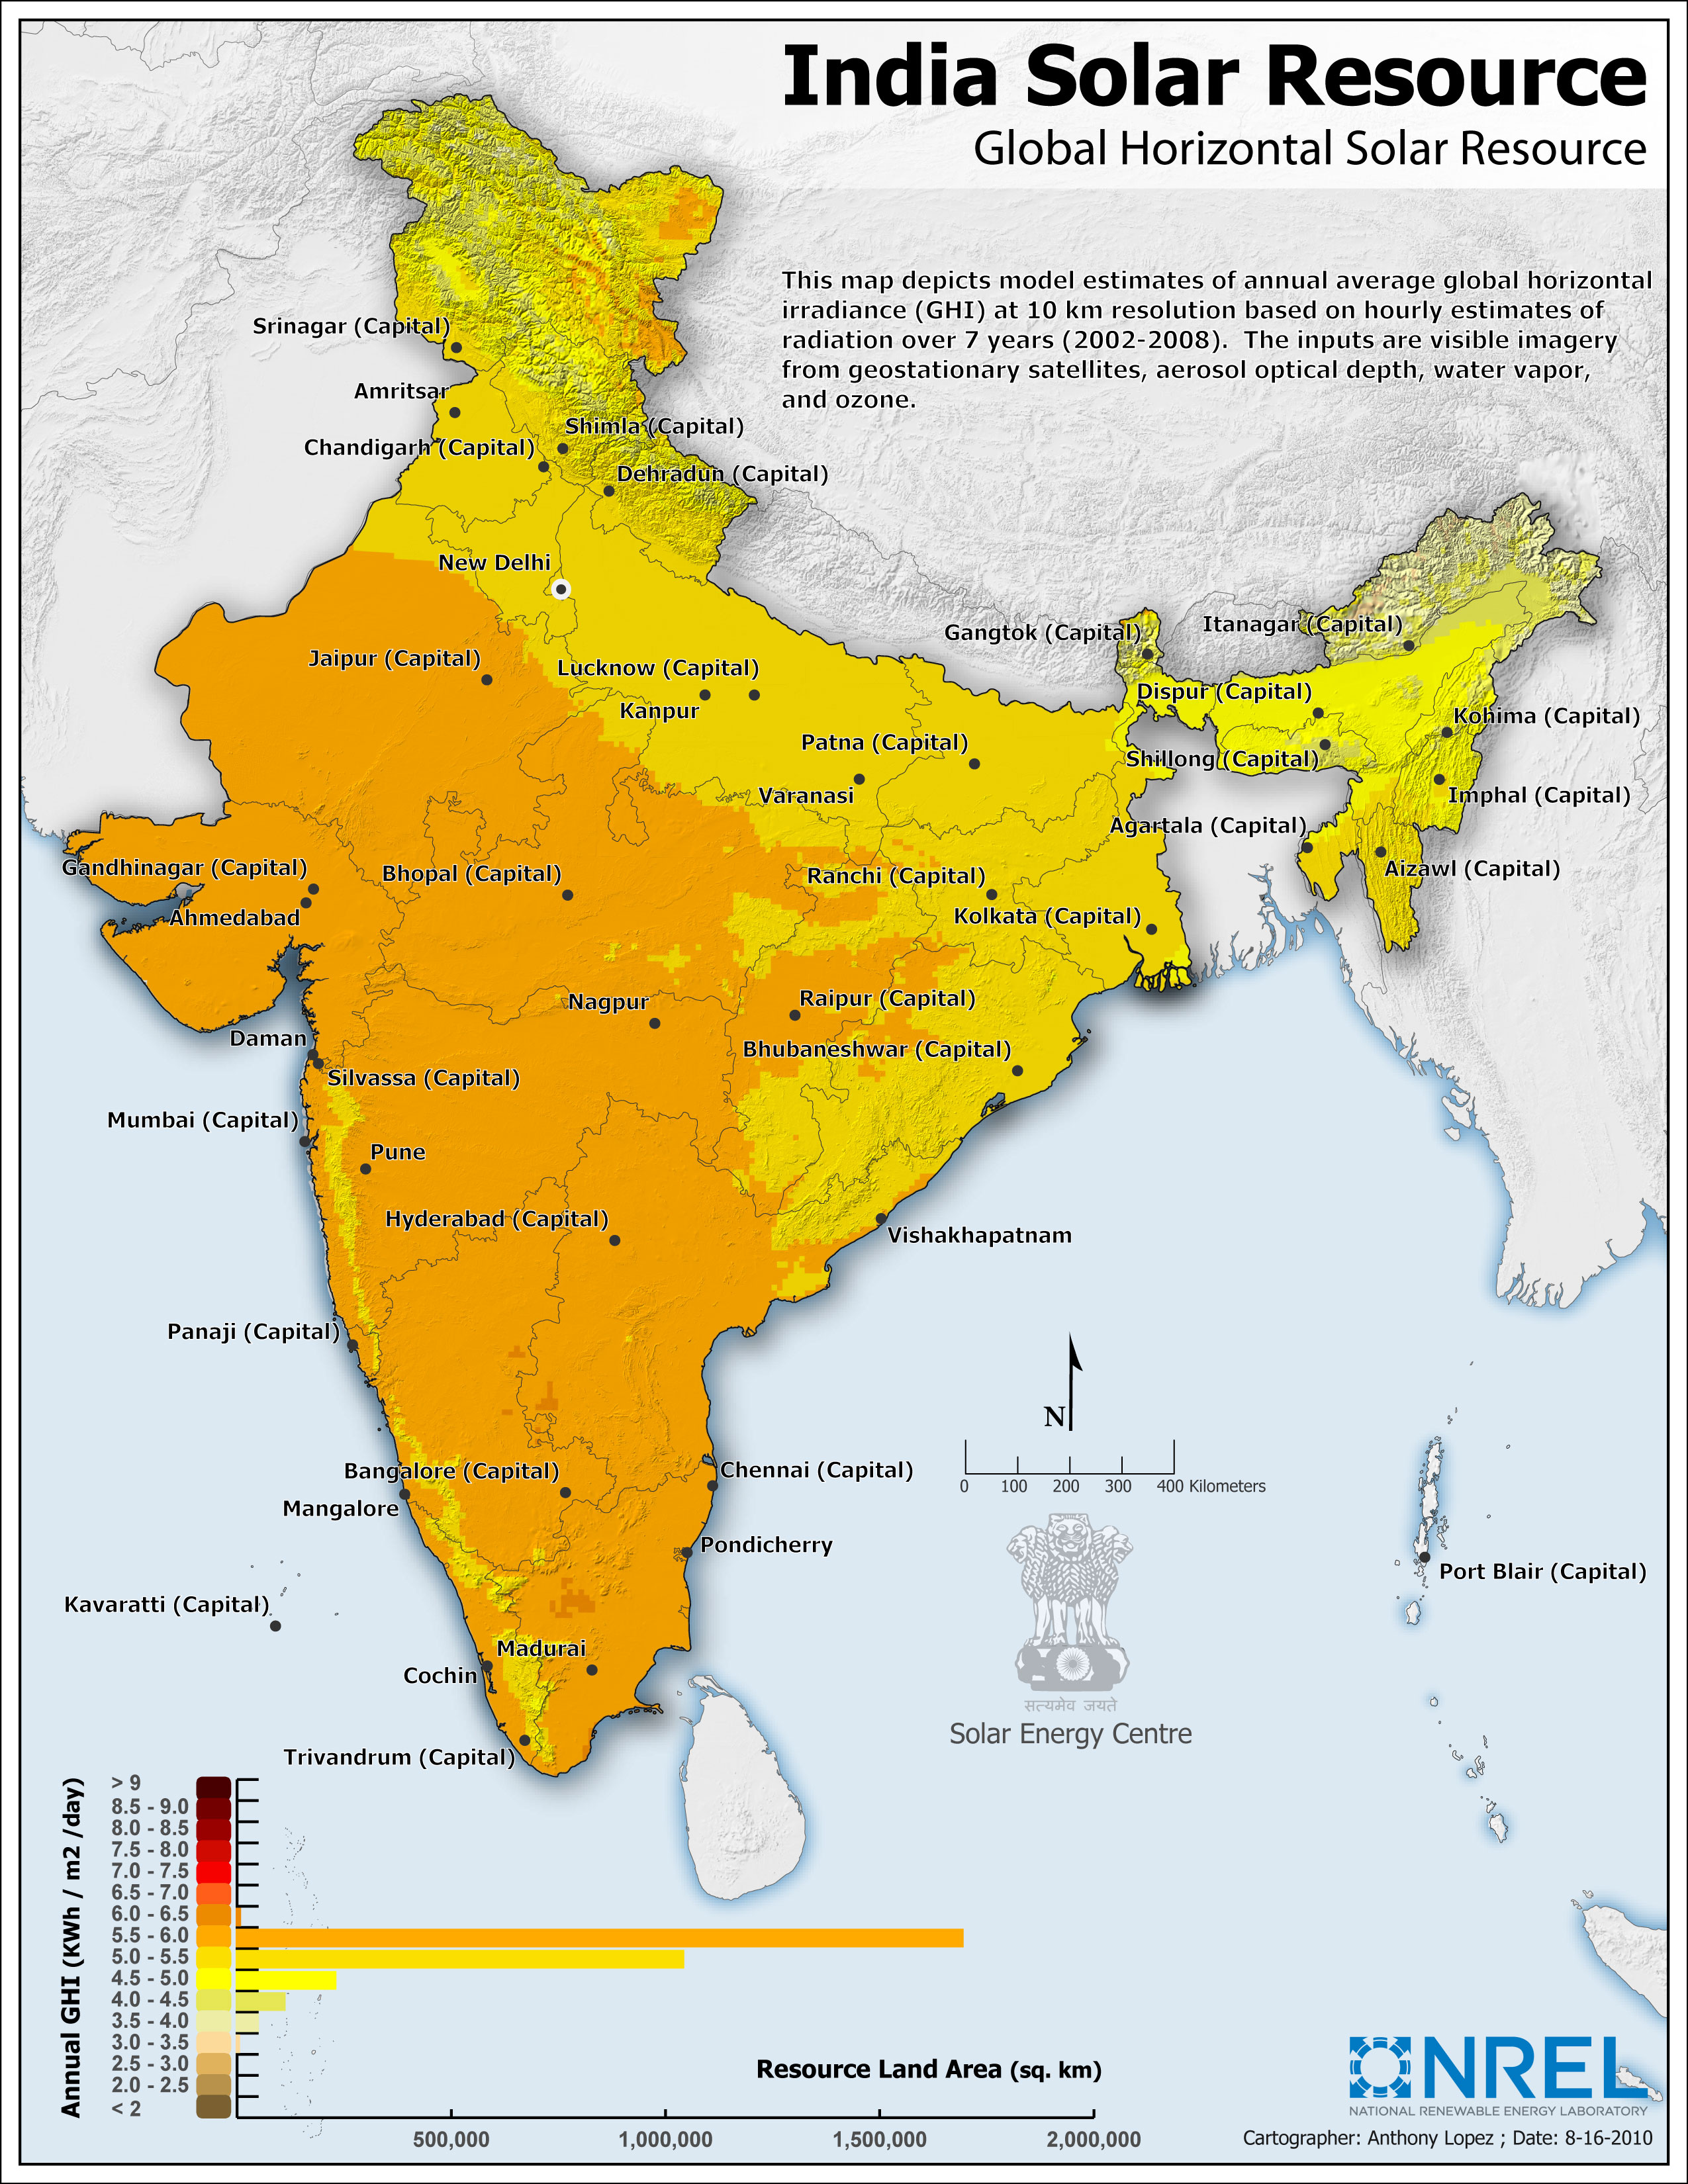 India Solar Resource
Global Horizontal Solar Resource
This map depicts model estimates of annual average global horizontal
irradiance (GHI) at 10 km resolution based on hourly estimates of
radiation over 7 years (2002-2008).  The inputs are visible imagery
from geostationary satellites, aerosol optical depth, water vapor,
and ozone.
Srinagar (Capital)
Amritsar
Shimla (Capital)
Chandigarh (Capital)
Dehradun (Capital)
New Delhi
Gangtok (Capital)
Itanagar (Capital)
Jaipur (Capital)
Lucknow (Capital)
Kanpur
Dispur (Capital)
Kohima (Capital)
Patna (Capital)
Shillong (Capital)
Varanasi
Imphal (Capital)
Agartala (Capital)
Gandhinagar (Capital)
Bhopal (Capital)
Ranchi (Capital)
Aizawl (Capital)
Ahmedabad
Kolkata (Capital)
Nagpur
Raipur (Capital)
Daman
Bhubaneshwar (Capital)
Silvassa (Capital)
Mumbai (Capital)
Pune
Hyderabad (Capital)
Vishakhapatnam
Panaji (Capital)
N
Bangalore (Capital)
Chennai (Capital)
0 100 200 300 400 Kilometers
Mangalore
Pondicherry
Port Blair (Capital)
Kavaratti (Capital)
Madurai
Cochin
सत्यमेव जयते
Solar Energy Centre
Trivandrum (Capital)
Annual GHI (KWh / m2 /day)
> 9
8.5 - 9.0
8.0 - 8.5
7.5 - 8.0
7.0 - 7.5
6.5 - 7.0
6.0 - 6.5
5.5 - 6.0
5.0 - 5.5
4.5 - 5.0
4.0 - 4.5
3.5 - 4.0
3.0 - 3.5
2.5 - 3.0
2.0 - 2.5
< 2
Resource Land Area (sq. km)
500,000 1,000,000 1,500,000 2,000,000
NREL
NATIONAL RENEWABLE ENERGY LABORATORY
Cartographer: Anthony Lopez ; Date: 8-16-2010